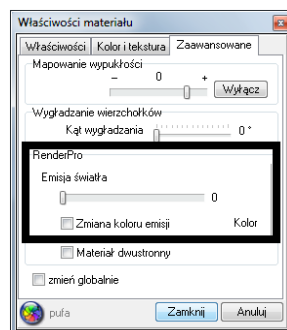 Właściwości materiału
Właściwości Kolor i tekstura Zaawansowane
Mapowanie wypukłości
− 0 +
Wyłącz
Wygładzanie wierzchołków
Kąt wygładzania 0 °
RenderPro
Emisja światła
0
Zmiana koloru emisji Kolor
Materiał dwustronny
zmień globalnie
pufa Zamknij Anuluj